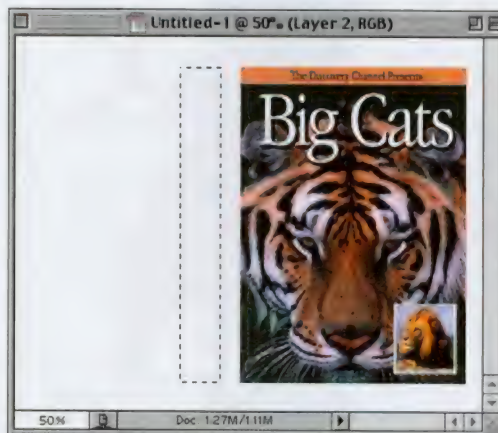 Untitled-1 @ 50% (Layer 2, RGB)
The Discovery Channel Presents
Big Cats
50%
Doc: 1.27M/1.11M